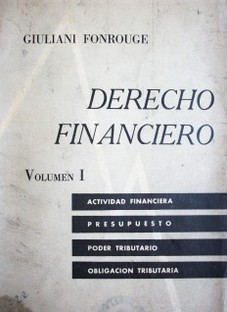 GIULIANI FONROUGE
DERECHO
FINANCIERO
VOLUMEN I
ACTIVIDAD FINANCIERA
PRESUPUESTO
PODER TRIBUTARIO
OBLIGACION TRIBUTARIA